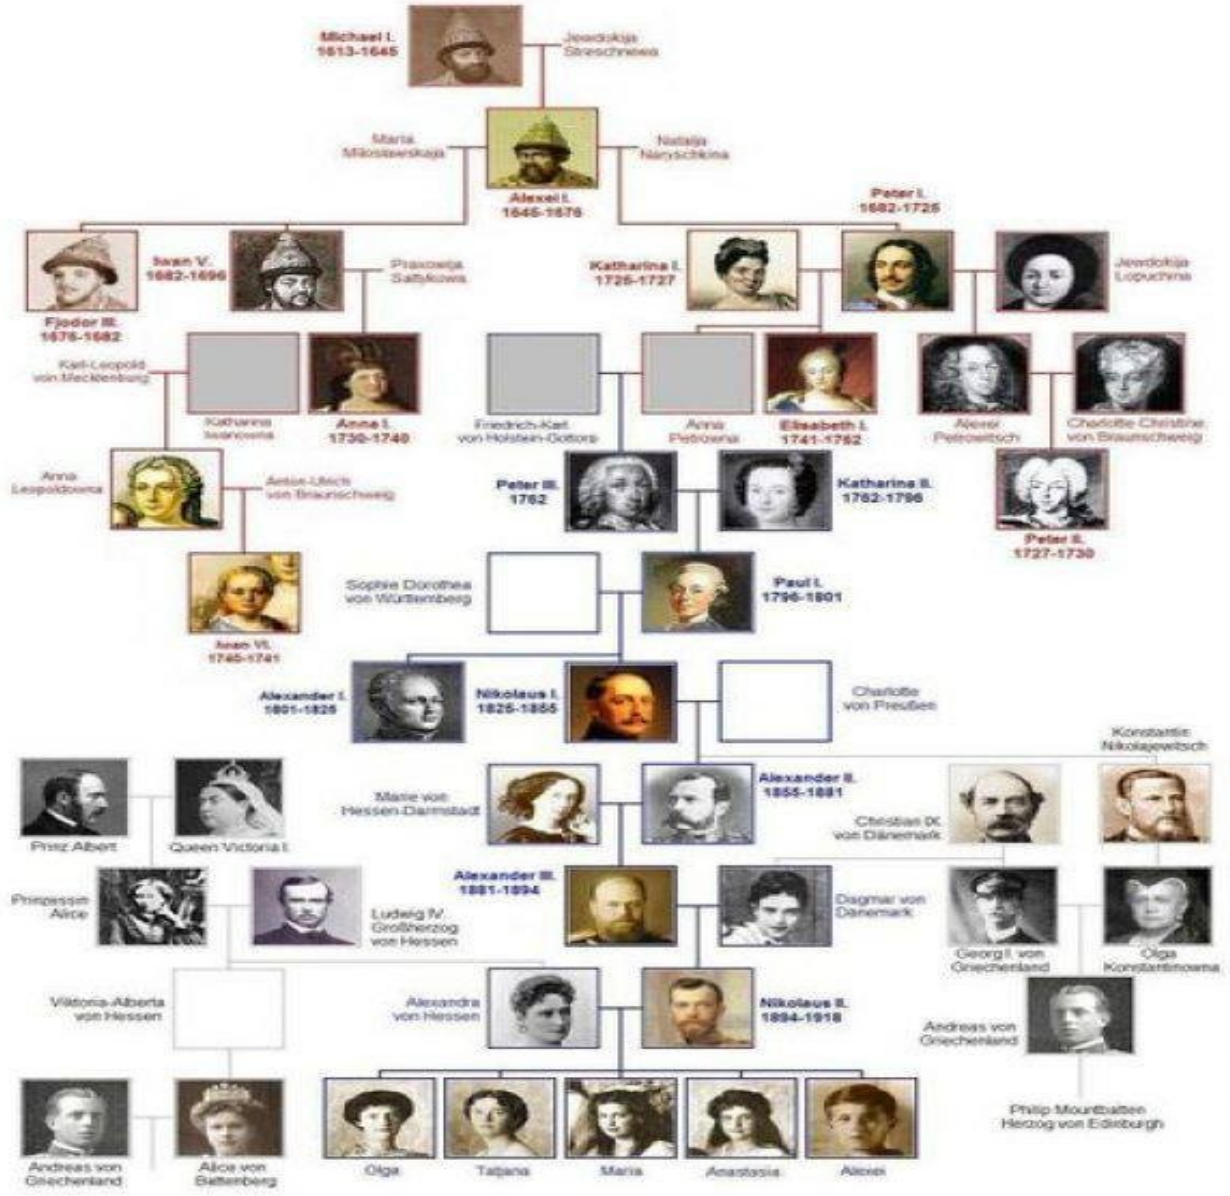 Michael I.
1613-1645
Jewdokija
Streschnewa
Maria
Miloslawskaja
Natalja
Naryschkina
Alexei I.
1645-1676
Peter I.
1682-1725
Iwan V.
1682-1696
Praskowija
Saltykowa
Katharina I.
1725-1727
Jewdokija
Lopuchina
Fjodor III.
1676-1682
Karl-Leopold
von Mecklenburg
Katharina
Iwanowna
Anna I.
1730-1740
Friedrich-Karl
von Holstein-Gottorp
Anna
Petrowna
Elisabeth I.
1741-1762
Alexei
Petrowitsch
Charlotte Christine
von Braunschweig
Anna
Leopoldowna
Anton-Ulrich
von Braunschweig
Peter III.
1762
Katharina II.
1762-1796
Peter II.
1727-1730
Sophie Dorothea
von Württemberg
Paul I.
1796-1801
Iwan VI.
1740-1741
Alexander I.
1801-1825
Nikolaus I.
1825-1855
Charlotte
von Preußen
Konstantin
Nikolajewitsch
Marie von
Hessen-Darmstadt
Alexander II.
1855-1881
Christian IX.
von Dänemark
Prinz Albert
Queen Victoria I.
Prinzessin
Alice
Ludwig IV.
Großherzog
von Hessen
Alexander III.
1881-1894
Dagmar von
Dänemark
Georg I. von
Griechenland
Olga
Konstantinowna
Viktoria-Alberta
von Hessen
Alexandra
von Hessen
Nikolaus II.
1894-1918
Andreas von
Griechenland
Philip Mountbatten
Herzog von Edinburgh
Andreas von
Griechenland
Alice von
Battenberg
Olga
Tatjana
Maria
Anastasia
Alexei